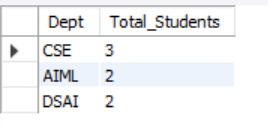 Dept Total_Students
CSE 3
AIML 2
DSAI 2